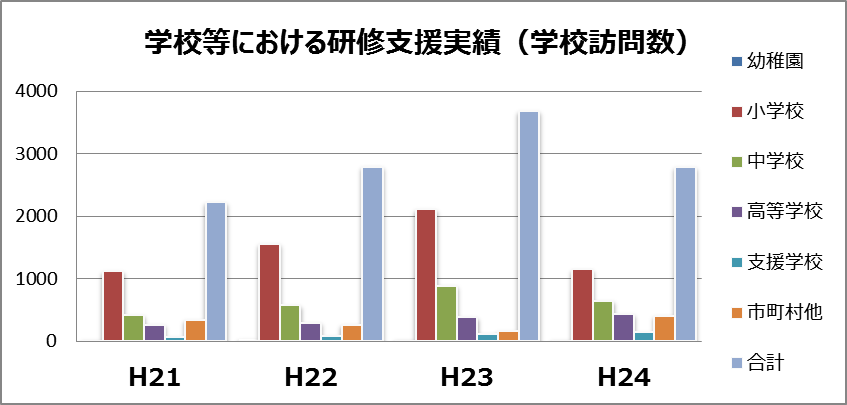 学校等における研修支援実績（学校訪問数）
4000
3000
2000
1000
0
H21
H22
H23
H24
幼稚園
小学校
中学校
高等学校
支援学校
市町村他
合計